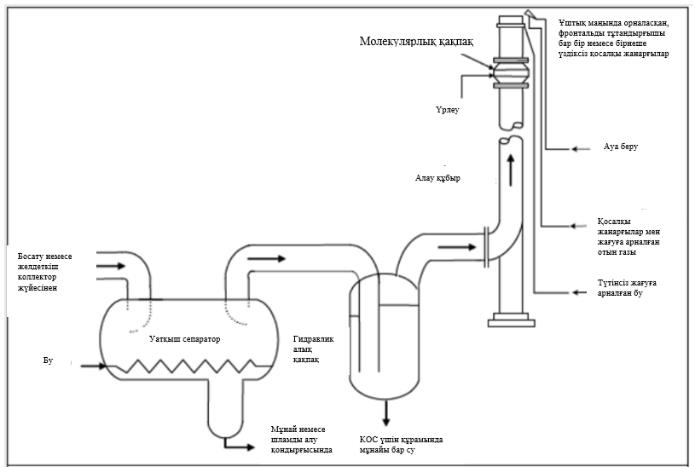 Ұштық маңында орналасқан,
фронтальды тұтандырғышы
бар бір немесе бірнеше
үздіксіз қосалқы жанарғылар
Молекулярлық қақпақ
Үрлеу
Ауа беру
Алау құбыр
Қосалқы
жанарғылар мен
жағуға арналған
отын газы
Түтінсіз жағуға
арналған бу
Босату немесе
желдеткіш
коллектор
жүйесінен
Уатқыш сепаратор
Гидравлик
алық
қақпақ
Бу
Мұнай немесе
шламды алу
қондырғысында
КОС үшін құрамында
мұнайы бар су